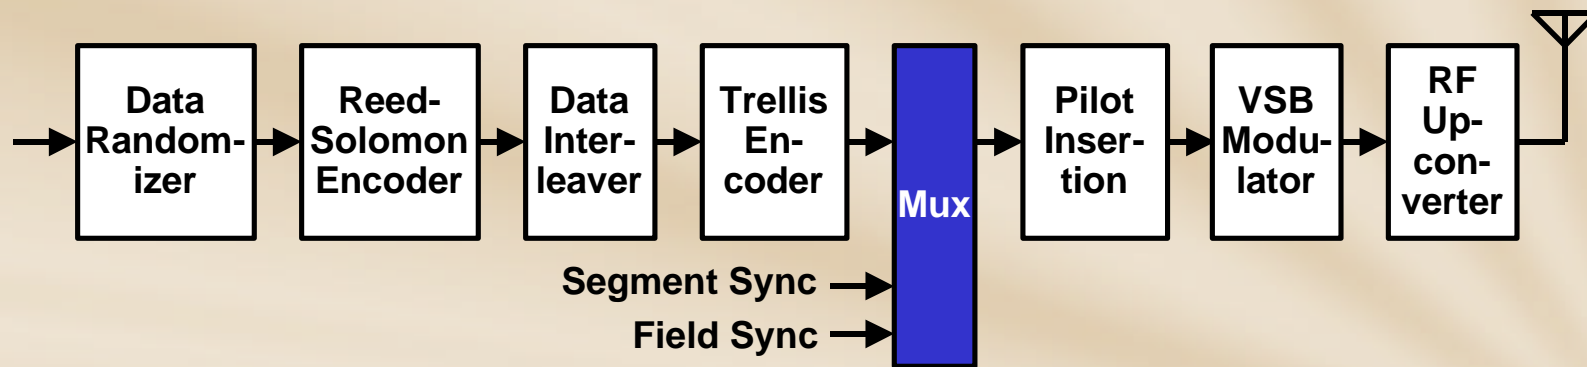 Data
Random-
izer
Reed-
Solomon
Encoder
Data
Inter-
leaver
Trellis
En-
coder
Mux
Pilot
Inser-
tion
VSB
Modu-
lator
RF
Up-
con-
verter
Segment Sync
Field Sync